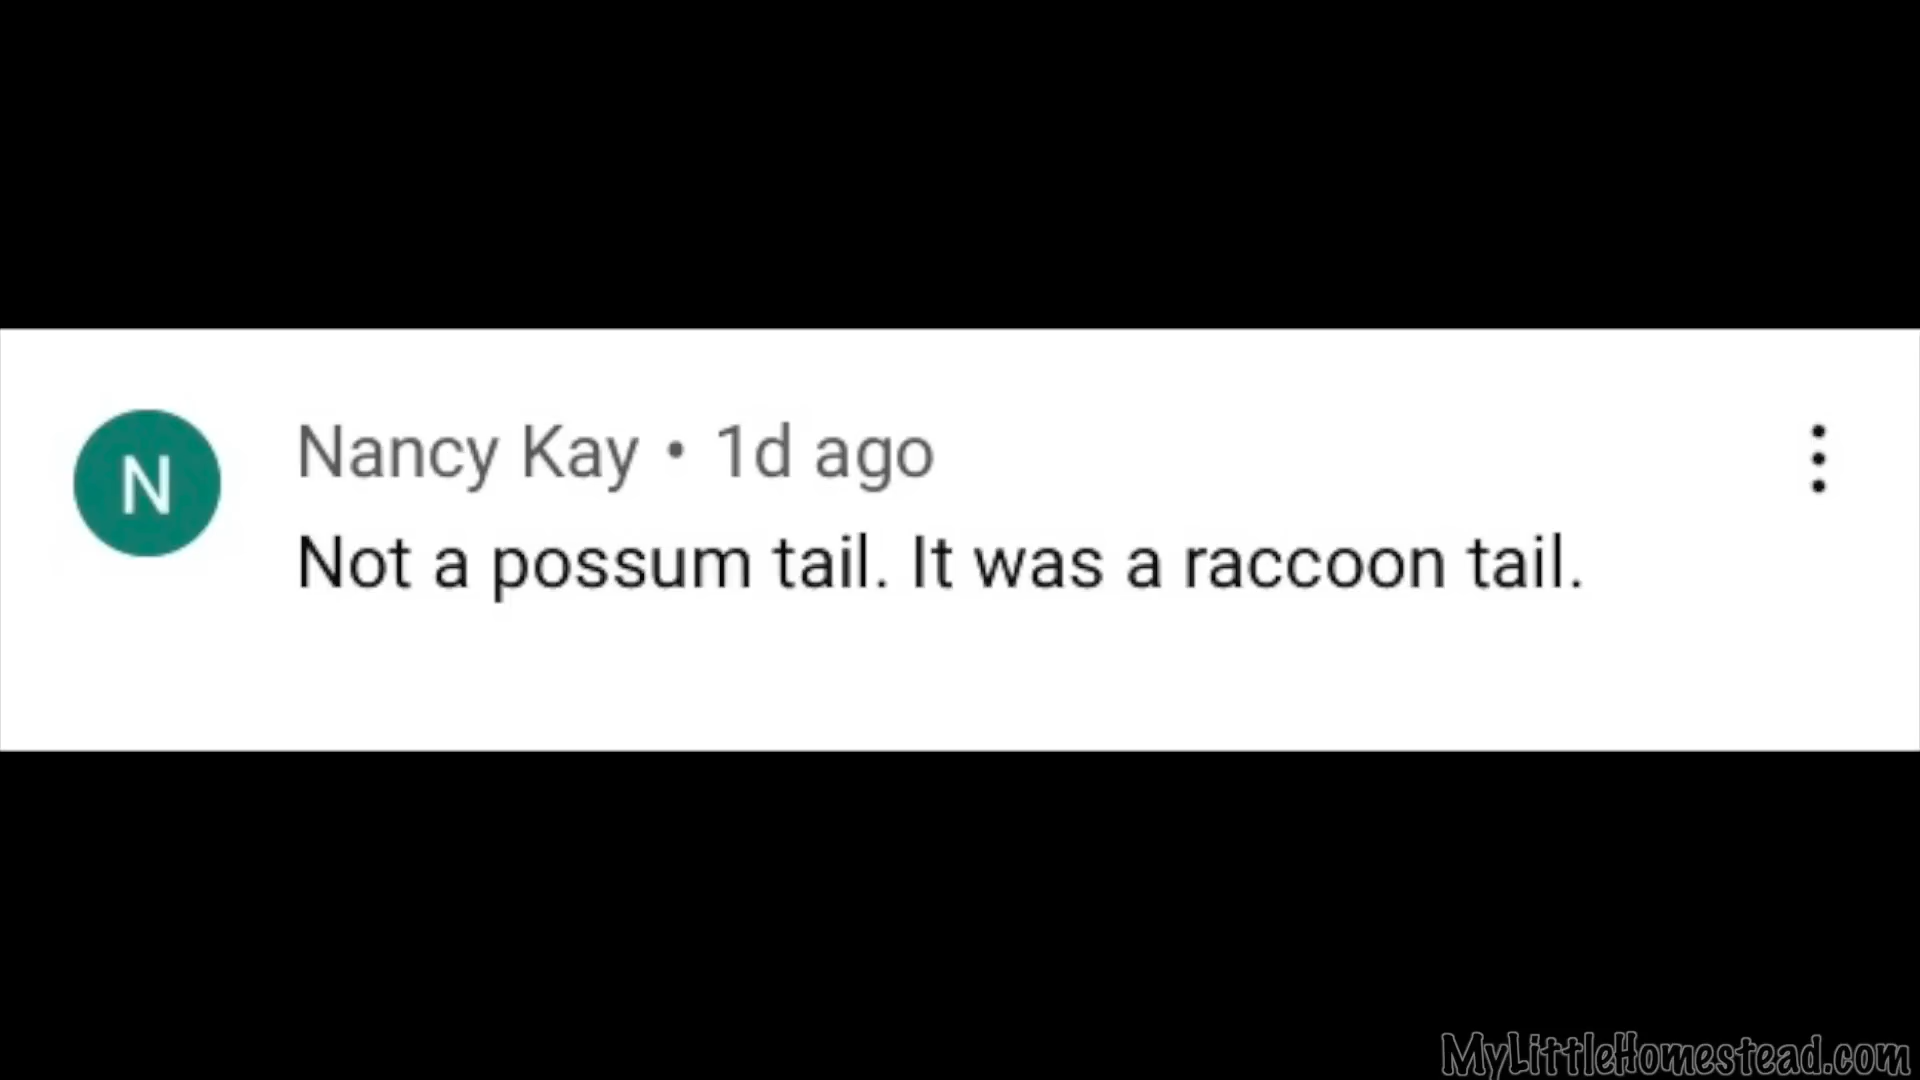 N
Nancy Kay • 1d ago
Not a possum tail. It was a raccoon tail.
MyLittleHomestead.com